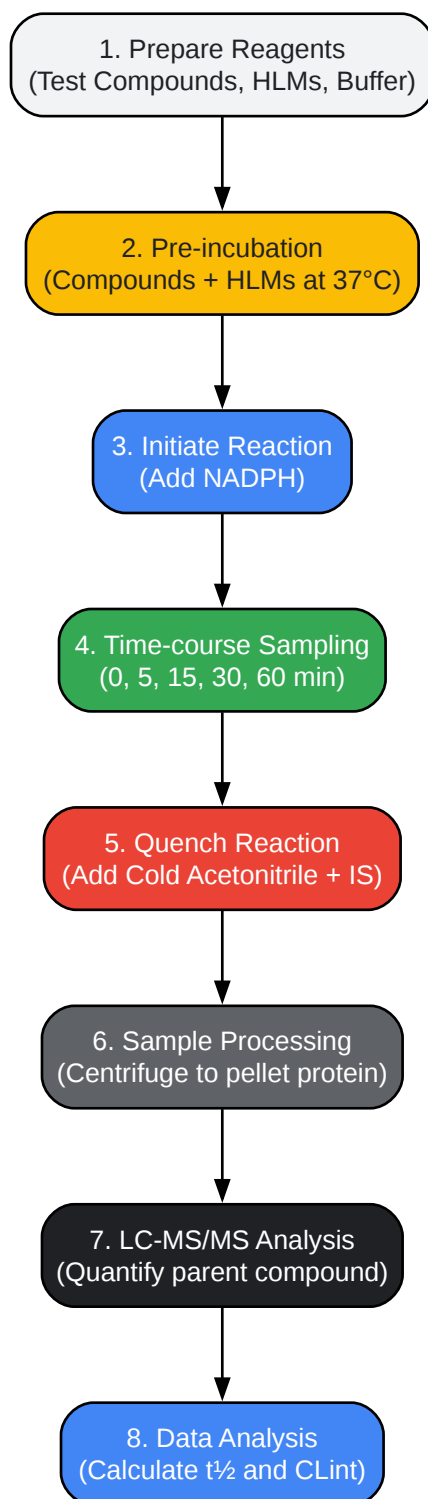 1. Prepare Reagents
(Test Compounds, HLMs, Buffer)
2. Pre-incubation
(Compounds + HLMs at 37°C)
3. Initiate Reaction
(Add NADPH)
4. Time-course Sampling
(0, 5, 15, 30, 60 min)
5. Quench Reaction
(Add Cold Acetonitrile + IS)
6. Sample Processing
(Centrifuge to pellet protein)
7. LC-MS/MS Analysis
(Quantify parent compound)
8. Data Analysis
(Calculate t½ and CLint)